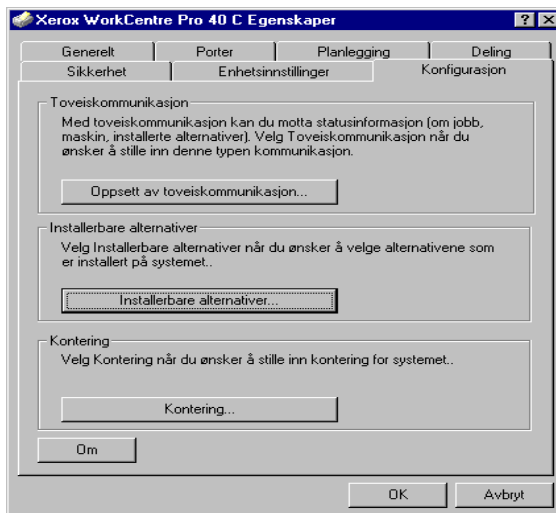 Xerox WorkCentre Pro 40 C Egenskaper
Generelt Porter Planlegging Deling
Sikkerhet Enhetsinnstillinger Konfigurasjon
Toveiskommunikasjon
Med toveiskommunikasjon kan du motta statusinformasjon (om jobb,
maskin, installerte alternativer). Velg Toveiskommunikasjon når du
ønsker å stille inn denne typen kommunikasjon.
Oppsett av toveiskommunikasjon...
Installerbare alternativer
Velg Installerbare alternativer når du ønsker å velge alternativene som
er installert på systemet..
Installerbare alternativer...
Kontering
Velg Kontering når du ønsker å stille inn kontering for systemet..
Kontering...
Om
OK Avbryt